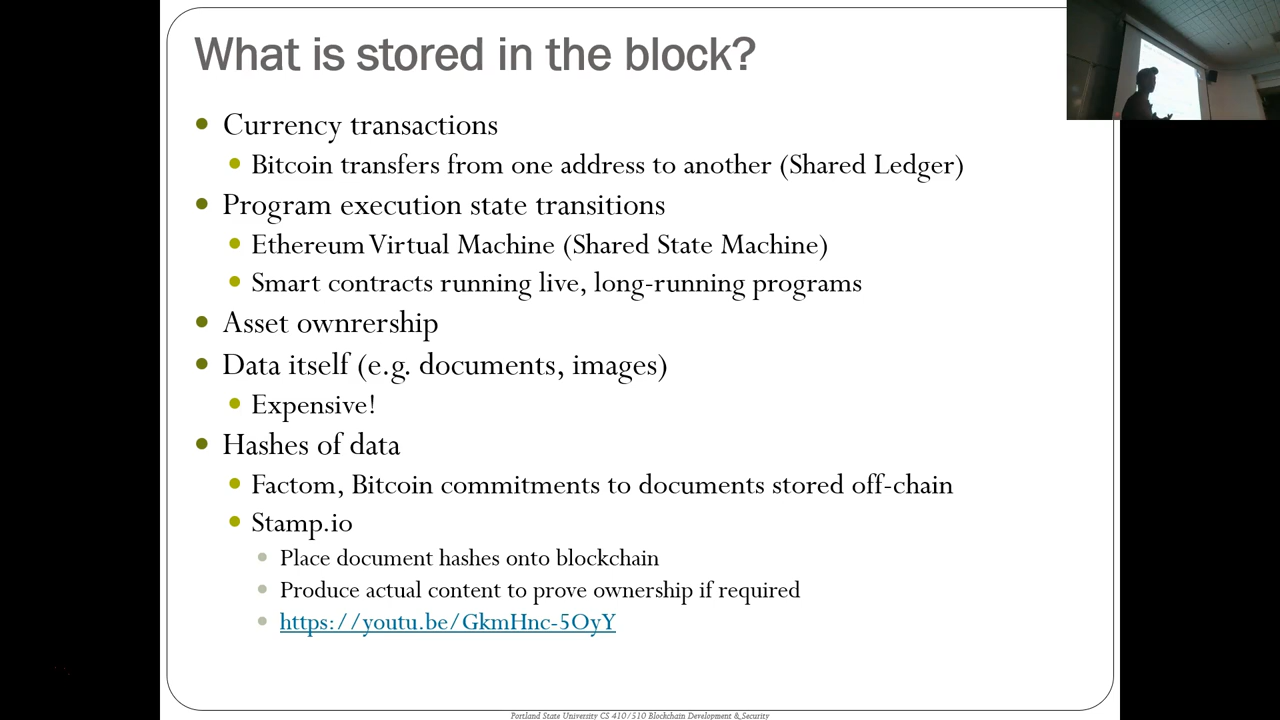 What is stored in the block?
Currency transactions
Bitcoin transfers from one address to another (Shared Ledger)
Program execution state transitions
Ethereum Virtual Machine (Shared State Machine)
Smart contracts running live, long-running programs
Asset ownrership
Data itself (e.g. documents, images)
Expensive!
Hashes of data
Factom, Bitcoin commitments to documents stored off-chain
Stamp.io
Place document hashes onto blockchain
Produce actual content to prove ownership if required
https://youtu.be/GkmHnc-5OyY
Portland State University CS 410/510 Blockchain Development & Security